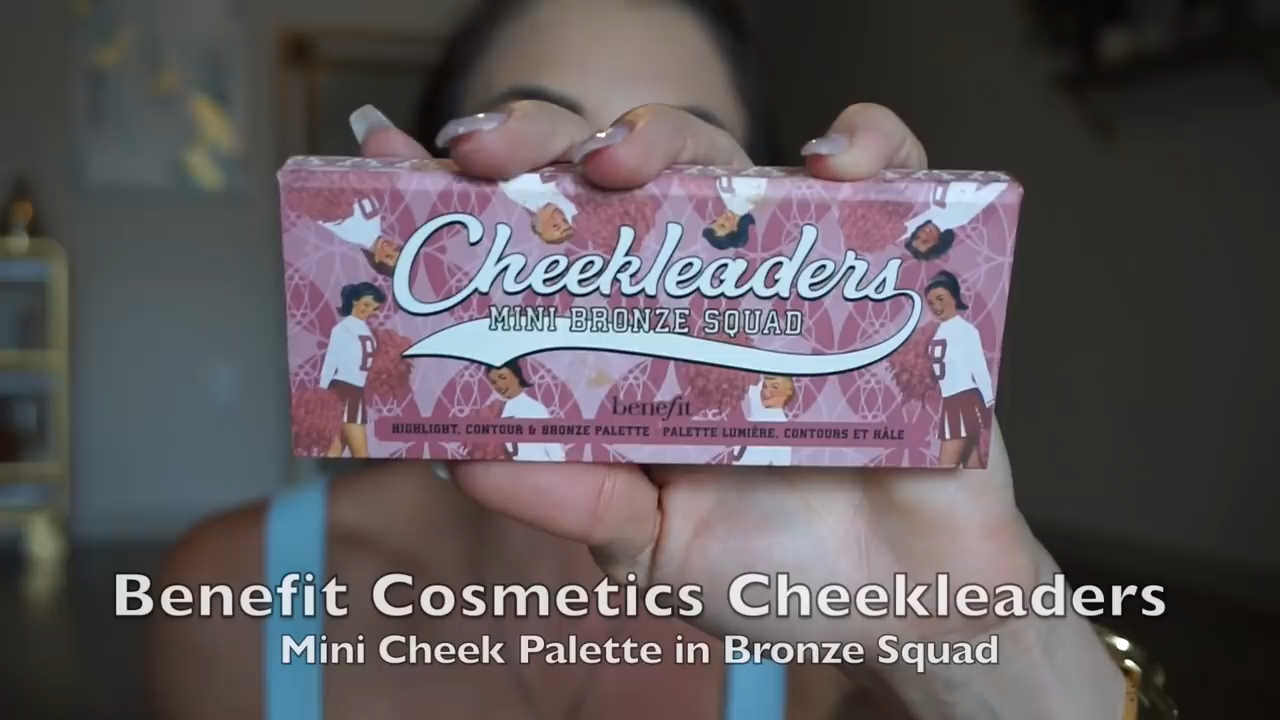 Cheekleaders
MINI BRONZE SQUAD
benefit
HIGHLIGHT, CONTOUR & BRONZE PALETTE PALETTE LUMIÈRE, CONTOURS ET HÂLE
B
B
Benefit Cosmetics Cheekleaders
Mini Cheek Palette in Bronze Squad